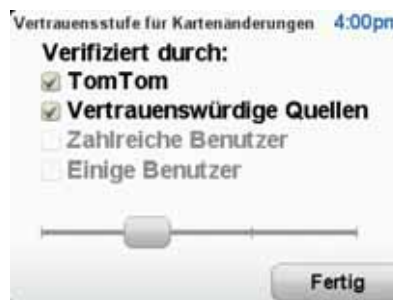 Vertrauensstufe für Kartenänderungen 4:00pm
Verifiziert durch:
TomTom
Vertrauenswürdige Quellen
Zahlreiche Benutzer
Einige Benutzer
Fertig